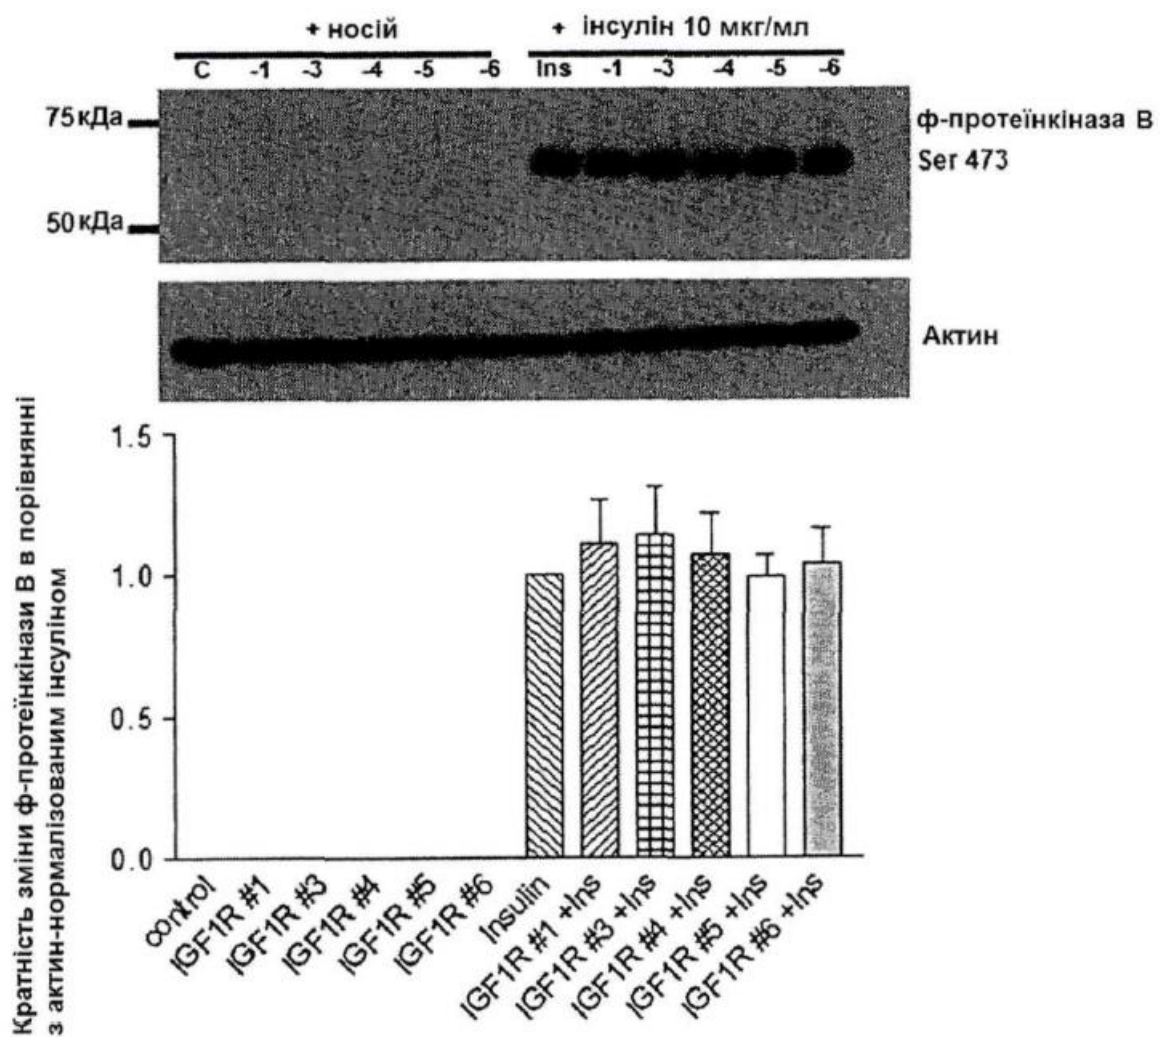 + носій + інсулін 10 мкг/мл
C -1 -3 -4 -5 -6 Ins -1 -3 -4 -5 -6
75 кДа
ф-протеїнкіназа В
Ser 473
50 кДа
Актин
Кратність зміни ф-протеїнкінази В в порівнянні
з актин-нормалізованим інсуліном
1.5
1.0
0.5
0.0
control
IGF1R #1
IGF1R #3
IGF1R #4
IGF1R #5
IGF1R #6
Insulin
IGF1R #1 +Ins
IGF1R #3 +Ins
IGF1R #4 +Ins
IGF1R #5 +Ins
IGF1R #6 +Ins